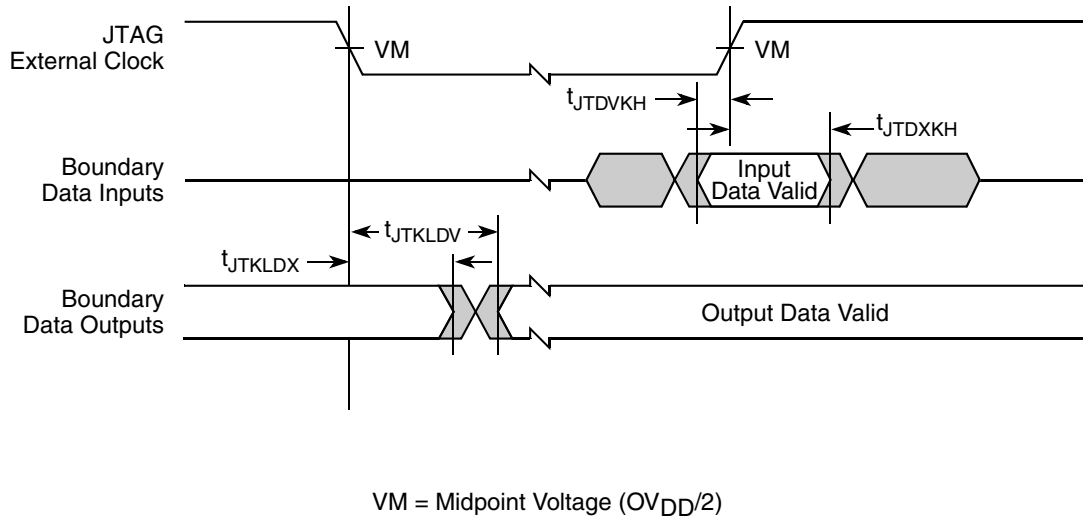 JTAG
External Clock
VM
VM
tJTDVKH
tJTDXKH
Boundary
Data Inputs
Input
Data Valid
tJTKLDV
tJTKLDX
Boundary
Data Outputs
Output Data Valid
VM = Midpoint Voltage (OVDD/2)